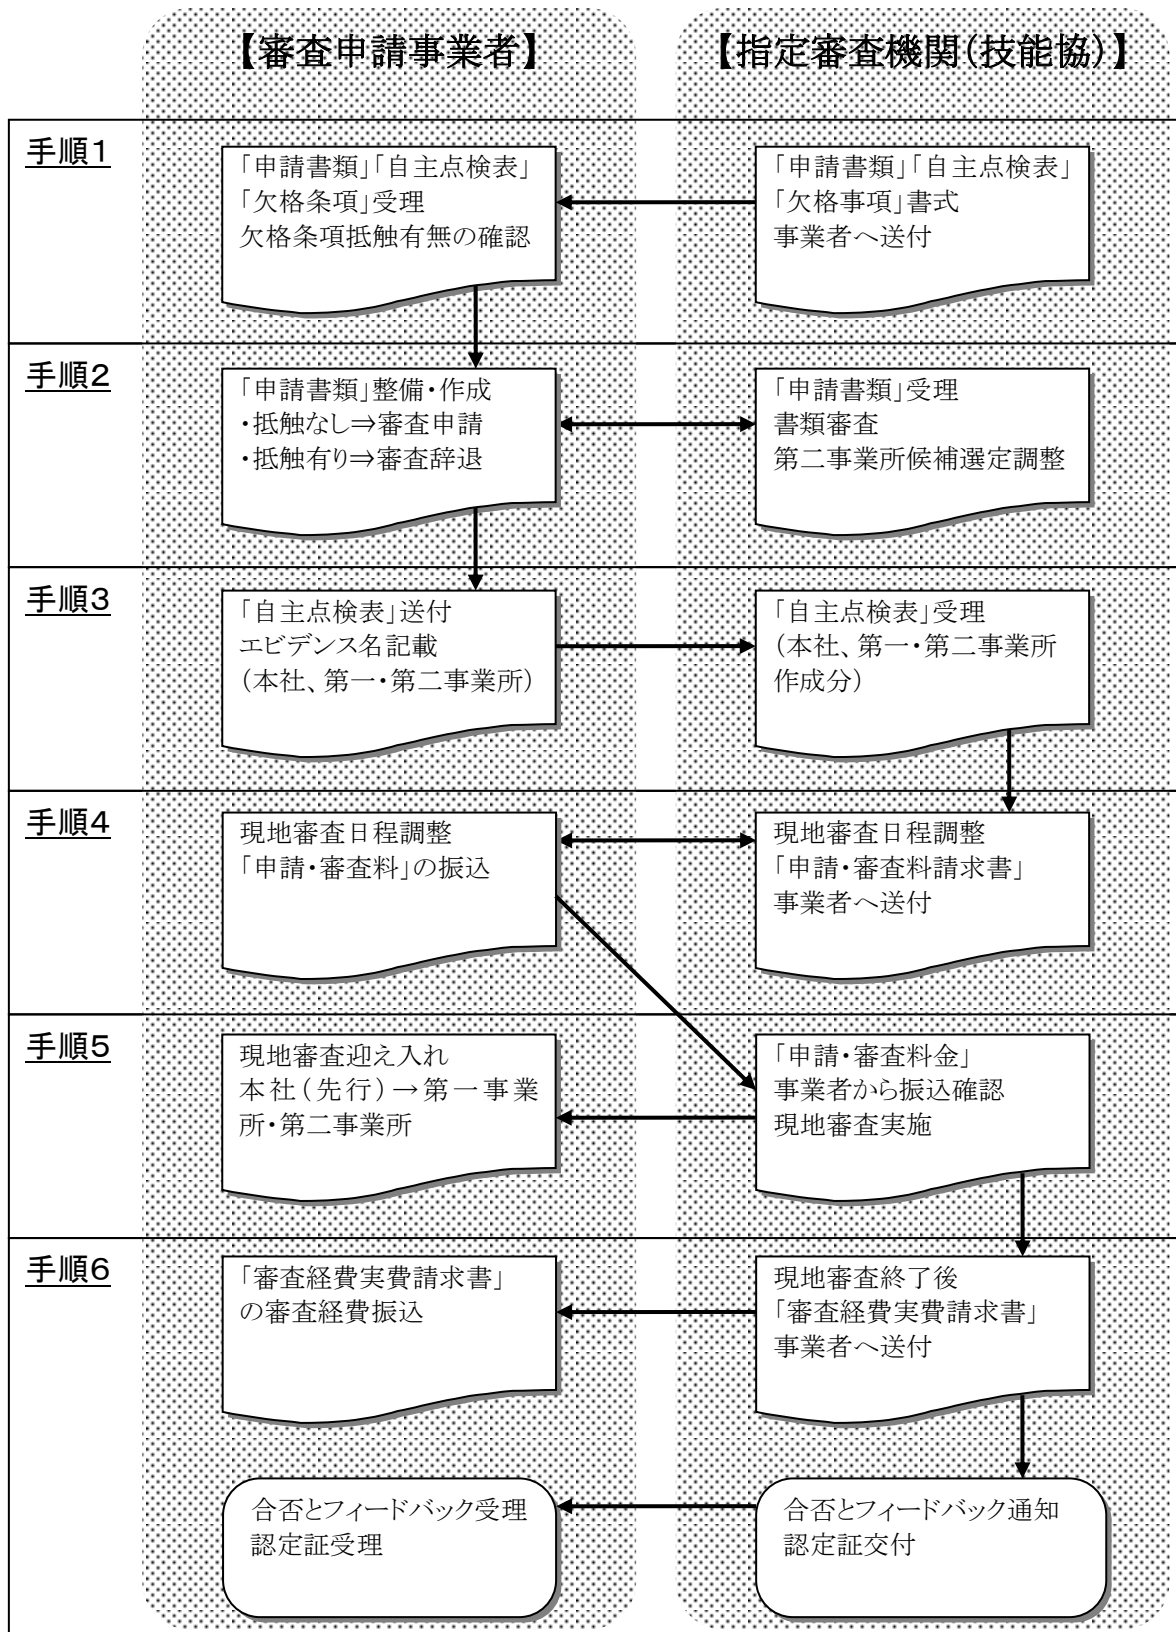 【審査申請事業者】
【指定審査機関(技能協)】
手順1
「申請書類」「自主点検表」
「欠格条項」受理
欠格条項抵触有無の確認
「申請書類」「自主点検表」
「欠格事項」書式
事業者へ送付
手順2
「申請書類」整備・作成
・抵触なし⇒審査申請
・抵触有り⇒審査辞退
「申請書類」受理
書類審査
第二事業所候補選定調整
手順3
「自主点検表」送付
エビデンス名記載
(本社、第一・第二事業所)
「自主点検表」受理
(本社、第一・第二事業所
作成分)
手順4
現地審査日程調整
「申請・審査料」の振込
現地審査日程調整
「申請・審査料請求書」
事業者へ送付
手順5
現地審査迎え入れ
本社(先行)→第一事業
所・第二事業所
「申請・審査料金」
事業者から振込確認
現地審査実施
手順6
「審査経費実費請求書」
の審査経費振込
現地審査終了後
「審査経費実費請求書」
事業者へ送付
合否とフィードバック受理
認定証受理
合否とフィードバック通知
認定証交付